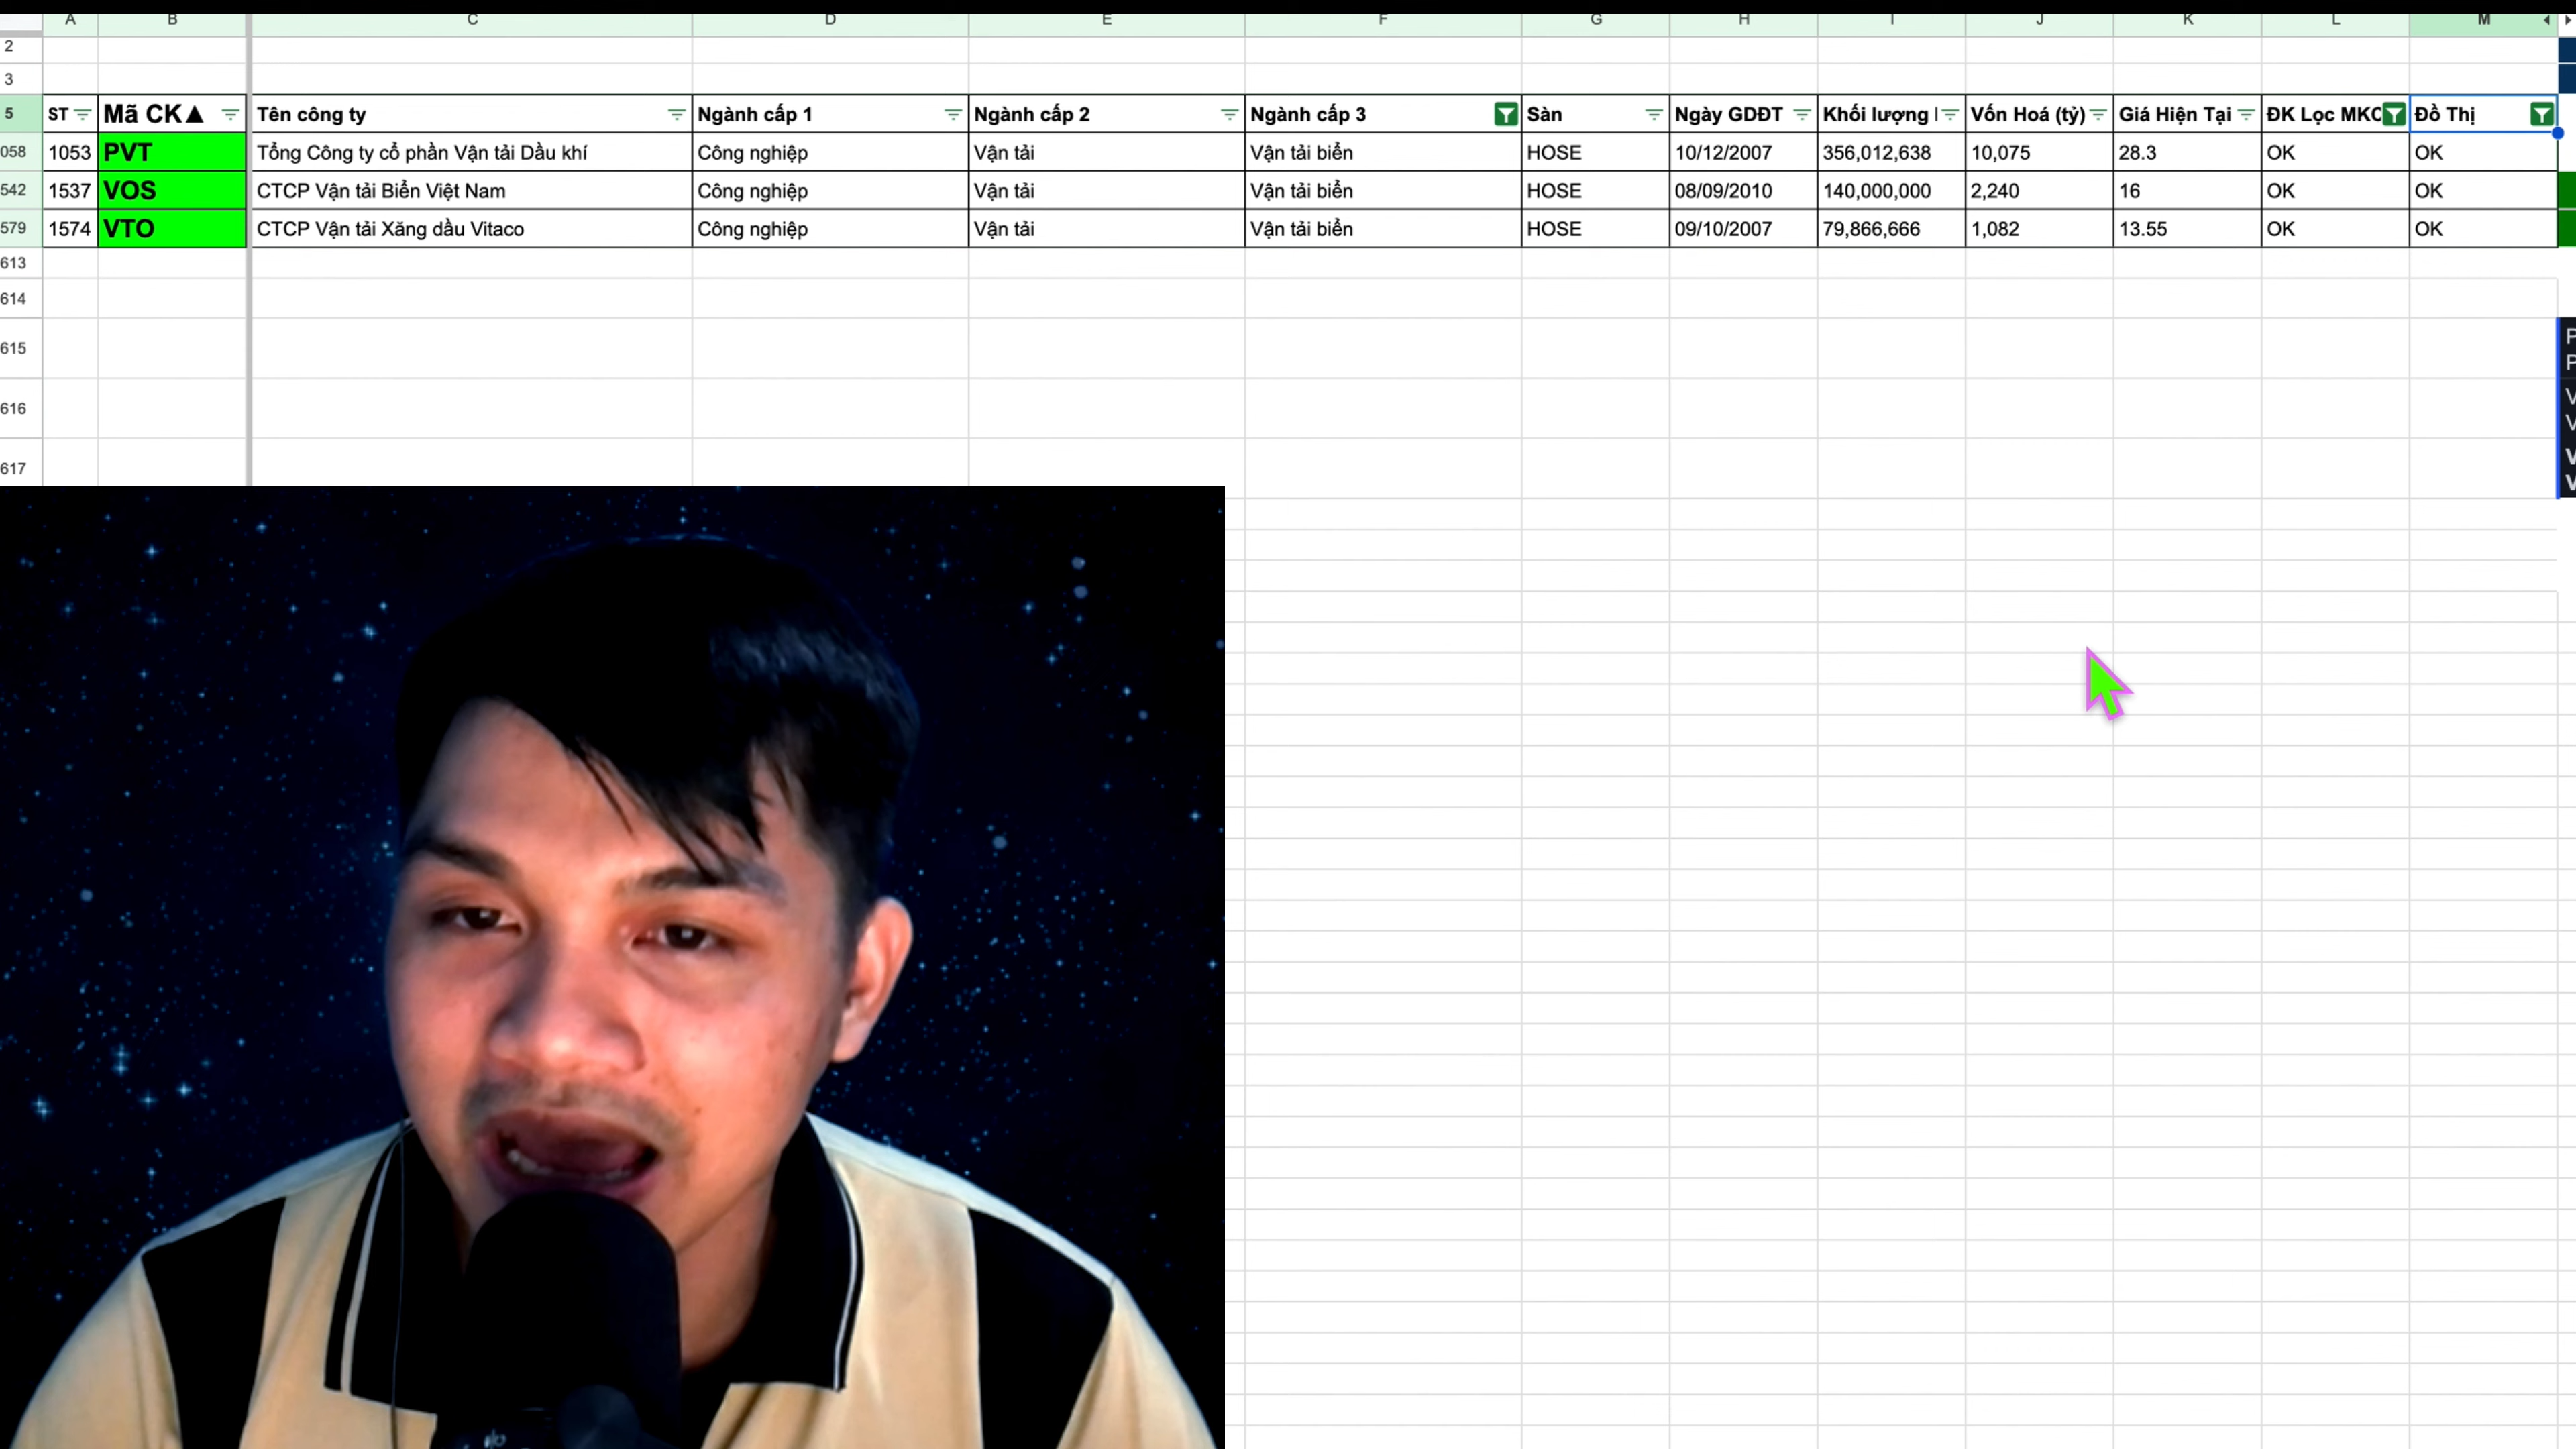 A B C D E F G H I J K L M
2
3
5 ST Mã CK▲ Tên công ty Ngành cấp 1 Ngành cấp 2 Ngành cấp 3 Sàn Ngày GDĐT Khối lượng Vốn Hoá (tỷ) Giá Hiện Tại ĐK Lọc MKC Đồ Thị
058 1053 PVT Tổng Công ty cổ phần Vận tải Dầu khí Công nghiệp Vận tải Vận tải biển HOSE 10/12/2007 356,012,638 10,075 28.3 OK OK
542 1537 VOS CTCP Vận tải Biển Việt Nam Công nghiệp Vận tải Vận tải biển HOSE 08/09/2010 140,000,000 2,240 16 OK OK
579 1574 VTO CTCP Vận tải Xăng dầu Vitaco Công nghiệp Vận tải Vận tải biển HOSE 09/10/2007 79,866,666 1,082 13.55 OK OK
613
614
615
616
617